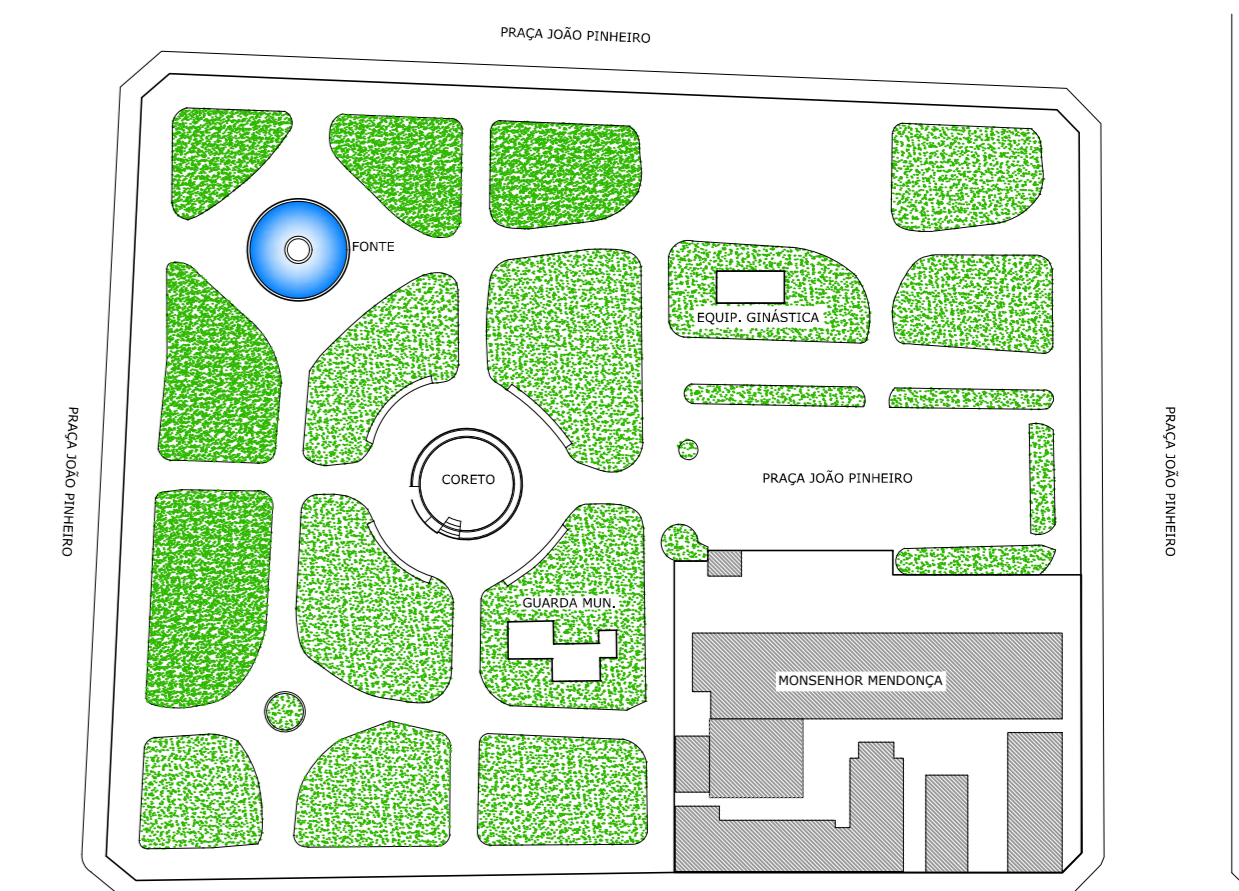 PRAÇA JOÃO PINHEIRO
FONTE
EQUIP. GINÁSTICA
PRAÇA JOÃO PINHEIRO
PRAÇA JOÃO PINHEIRO
CORETO
PRAÇA JOÃO PINHEIRO
GUARDA MUN.
MONSENHOR MENDONÇA